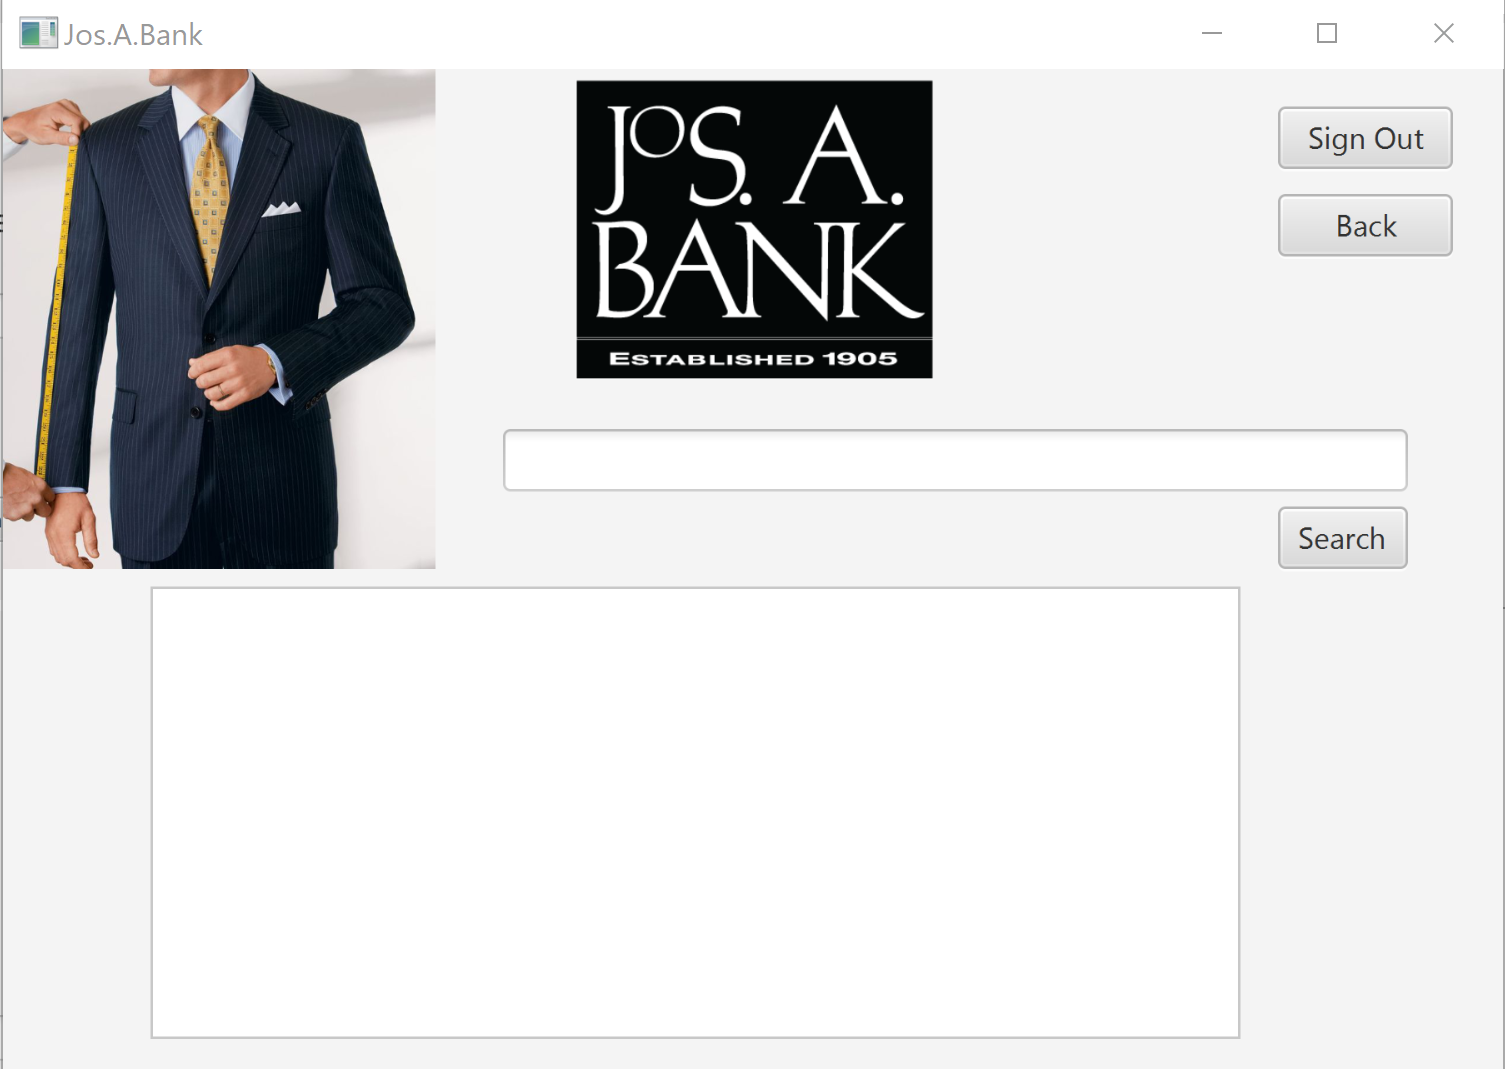 Jos.A.Bank
JOS. A.
BANK
ESTABLISHED 1905
Sign Out
Back
Search